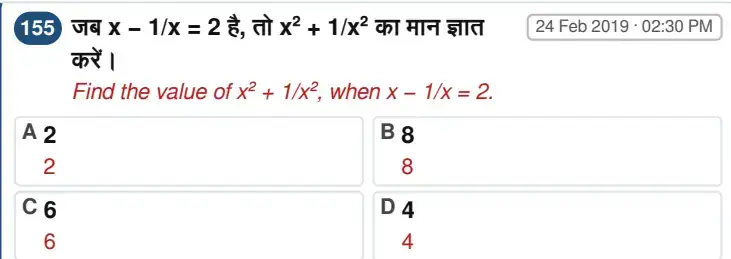 155 जब x − 1/x = 2 है, तो x² + 1/x² का मान ज्ञात 24 Feb 2019 · 02:30 PM
करें।
Find the value of x² + 1/x², when x − 1/x = 2.
A 2 B 8
2 8
C 6 D 4
6 4